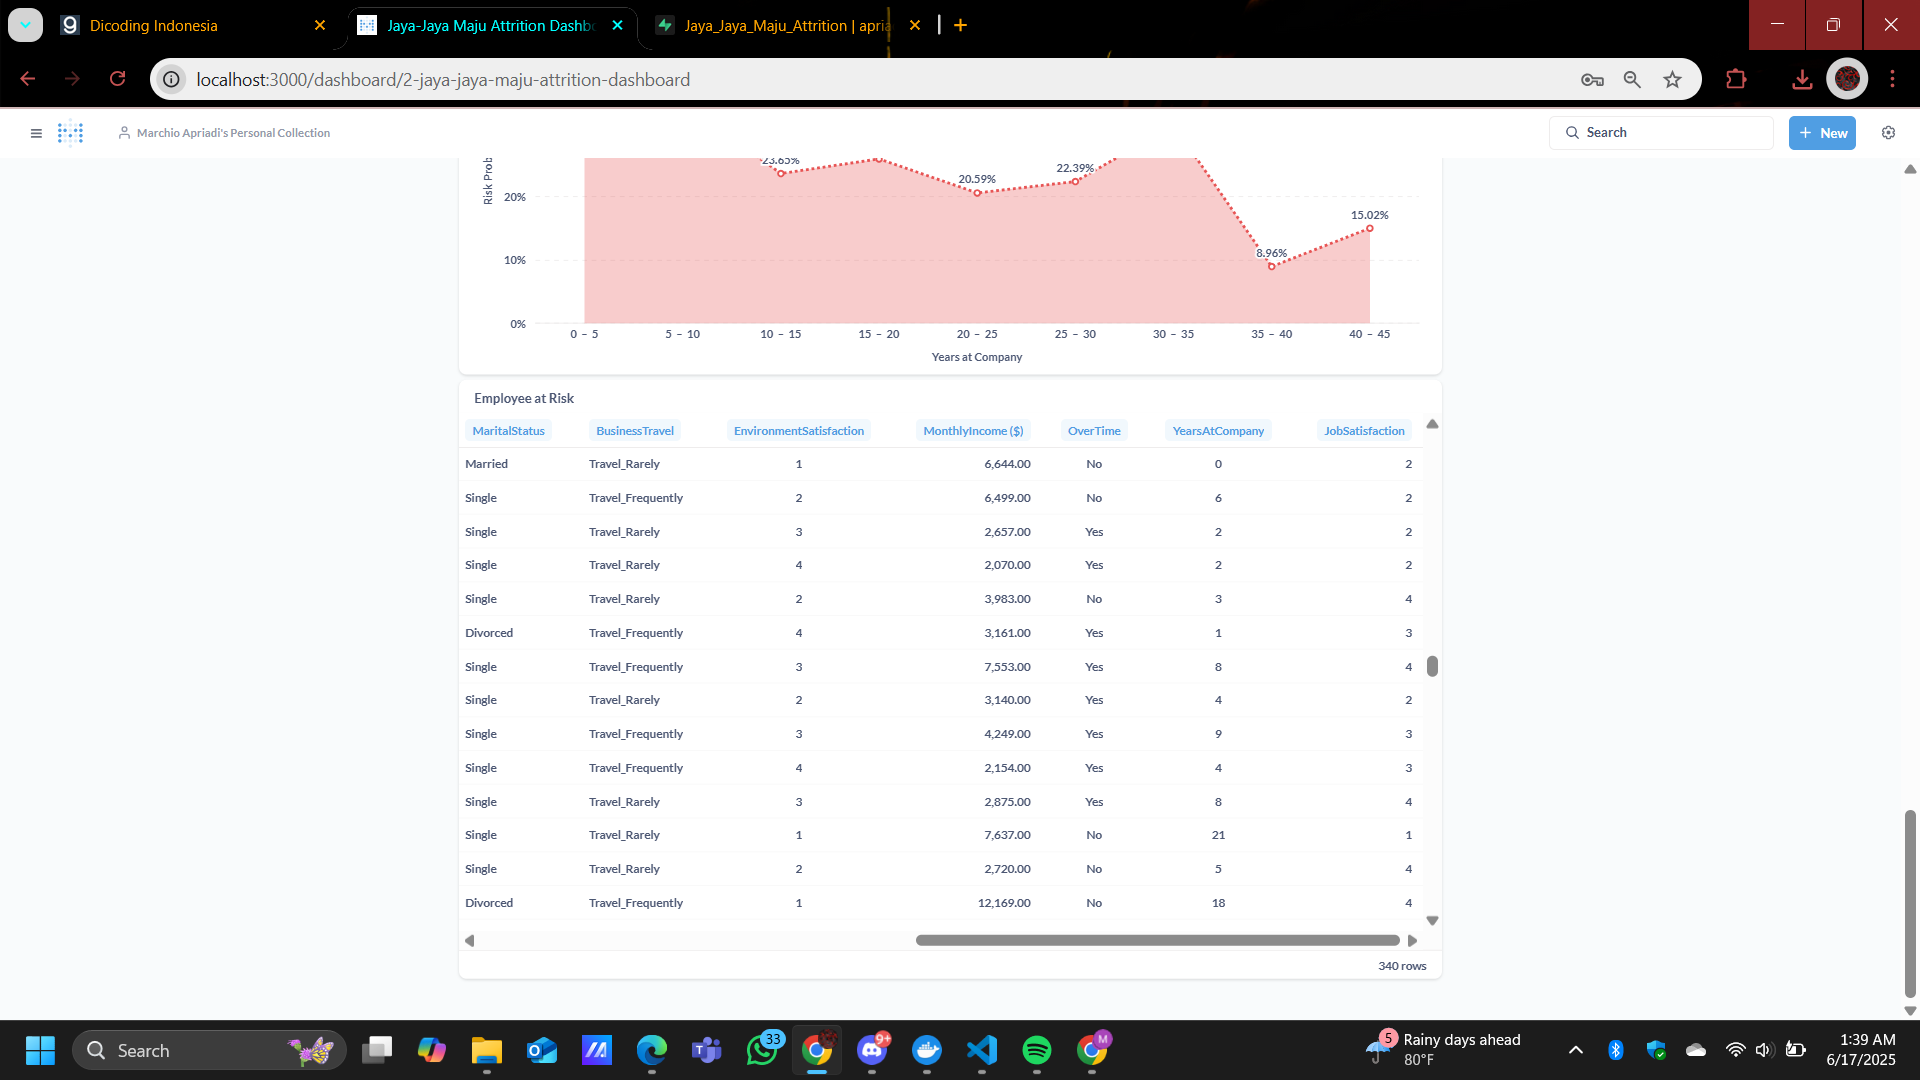 Dicoding Indonesia
Jaya-Jaya Maju Attrition Dashb
Jaya_Jaya_Maju_Attrition | apria
localhost:3000/dashboard/2-jaya-jaya-maju-attrition-dashboard
Marchio Apriadi's Personal Collection
Search
+ New
Risk Prob
23.65%
20.59%
22.39%
8.96%
15.02%
20%
10%
0%
0 – 5 5 – 10 10 – 15 15 – 20 20 – 25 25 – 30 30 – 35 35 – 40 40 – 45
Years at Company
Employee at Risk
MaritalStatus BusinessTravel EnvironmentSatisfaction MonthlyIncome ($) OverTime YearsAtCompany JobSatisfaction
Married Travel_Rarely 1 6,644.00 No 0 2
Single Travel_Frequently 2 6,499.00 No 6 2
Single Travel_Rarely 3 2,657.00 Yes 2 2
Single Travel_Rarely 4 2,070.00 Yes 2 2
Single Travel_Rarely 2 3,983.00 No 3 4
Divorced Travel_Frequently 4 3,161.00 Yes 1 3
Single Travel_Frequently 3 7,553.00 Yes 8 4
Single Travel_Rarely 2 3,140.00 Yes 4 2
Single Travel_Frequently 3 4,249.00 Yes 9 3
Single Travel_Frequently 4 2,154.00 Yes 4 3
Single Travel_Rarely 3 2,875.00 Yes 8 4
Single Travel_Rarely 1 7,637.00 No 21 1
Single Travel_Rarely 2 2,720.00 No 5 4
Divorced Travel_Frequently 1 12,169.00 No 18 4
340 rows
Search
33
9+
M
5
Rainy days ahead
80°F
1:39 AM
6/17/2025